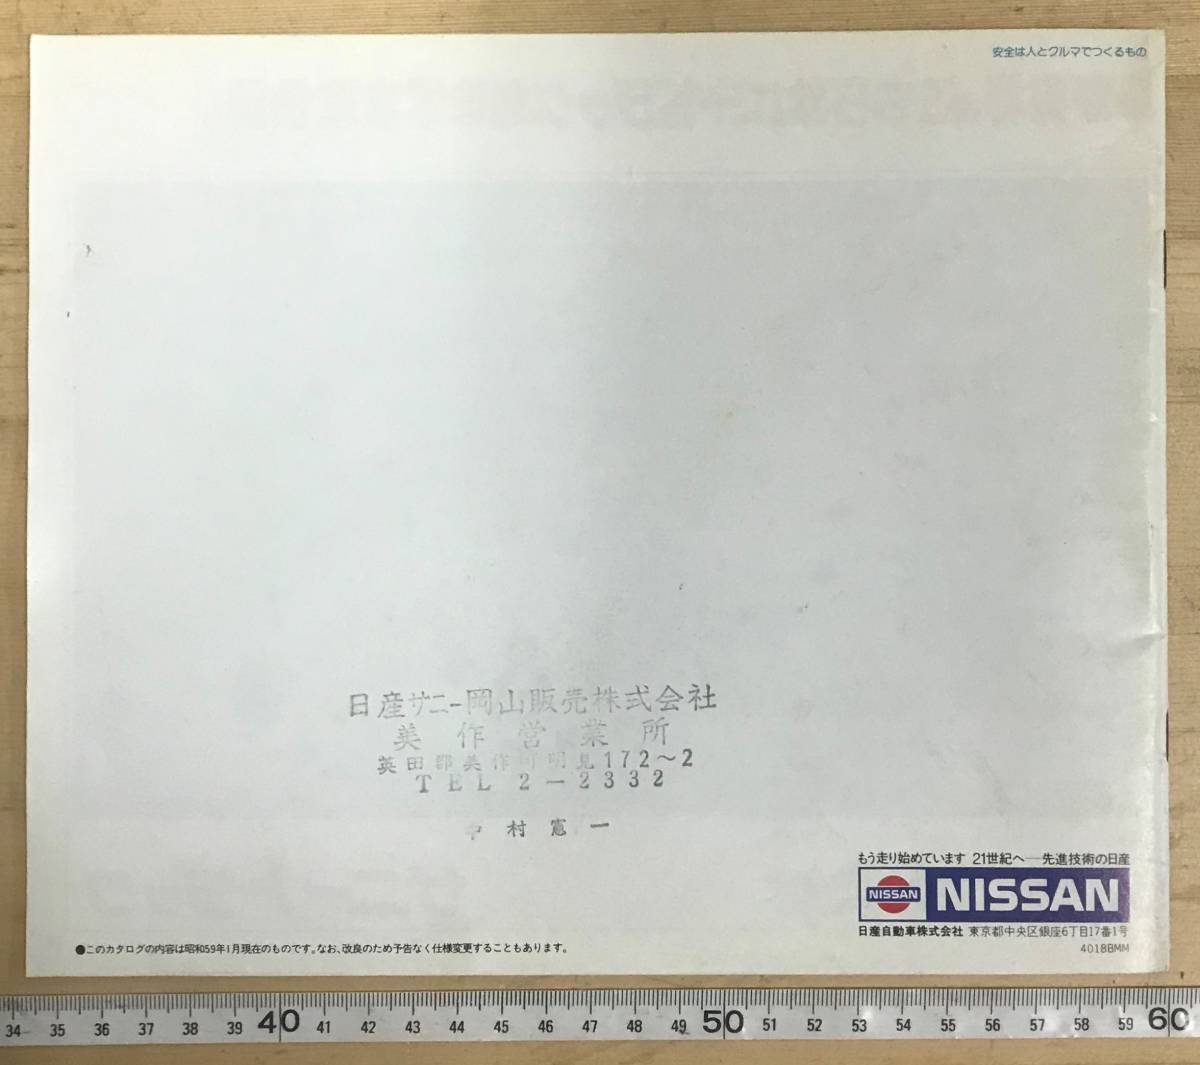 安全は人とクルマでつくるもの
日産サニー岡山販売株式会社
美作営業所
英田郡美作町明見172〜2
TEL 2-2332
中村憲一
もう走り始めています 21世紀へ—先進技術の日産
NISSAN NISSAN
日産自動車株式会社 東京都中央区銀座6丁目17番1号
4018BMM
●このカタログの内容は昭和59年1月現在のものです。なお、改良のため予告なく仕様変更することもあります。
34 35 36 37 38 39 40 41 42 43 44 45 46 47 48 49 50 51 52 53 54 55 56 57 58 59 60